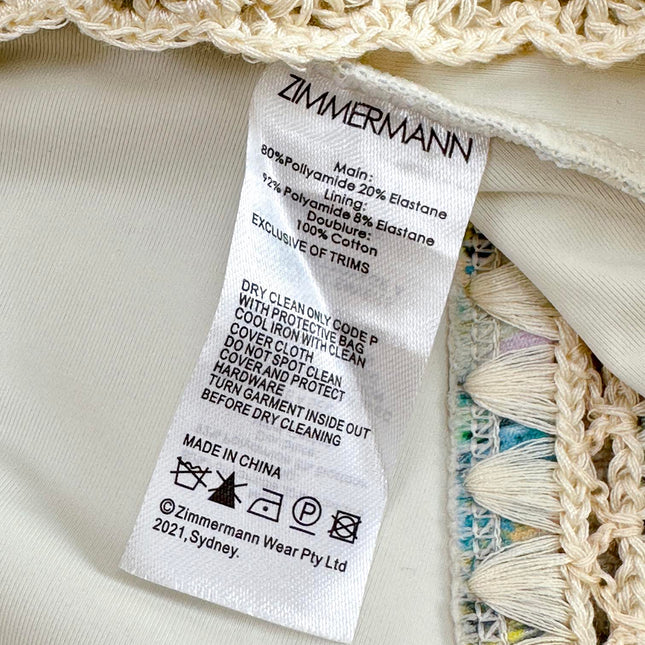 ZIMMERMANN
Main:
80%Pollyamide 20% Elastane
Lining:
92% Polyamide 8% Elastane
Doublure:
100% Cotton
EXCLUSIVE OF TRIMS
DRY CLEAN ONLY CODE P
WITH PROTECTIVE BAG
COOL IRON WITH CLEAN
COVER CLOTH
DO NOT SPOT CLEAN
COVER AND PROTECT
HARDWARE
TURN GARMENT INSIDE OUT
BEFORE DRY CLEANING
MADE IN CHINA
P
©Zimmermann Wear Pty Ltd
2021,Sydney.